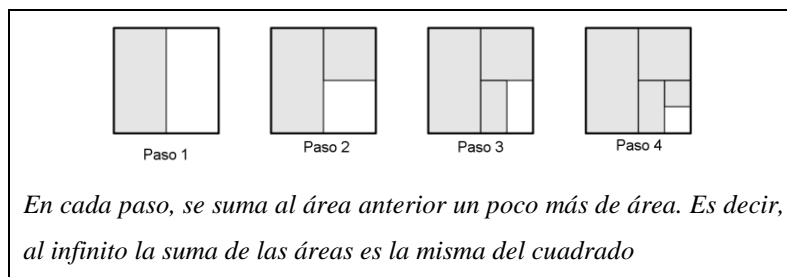 Paso 1
Paso 2
Paso 3
Paso 4
En cada paso, se suma al área anterior un poco más de área. Es decir,
al infinito la suma de las áreas es la misma del cuadrado